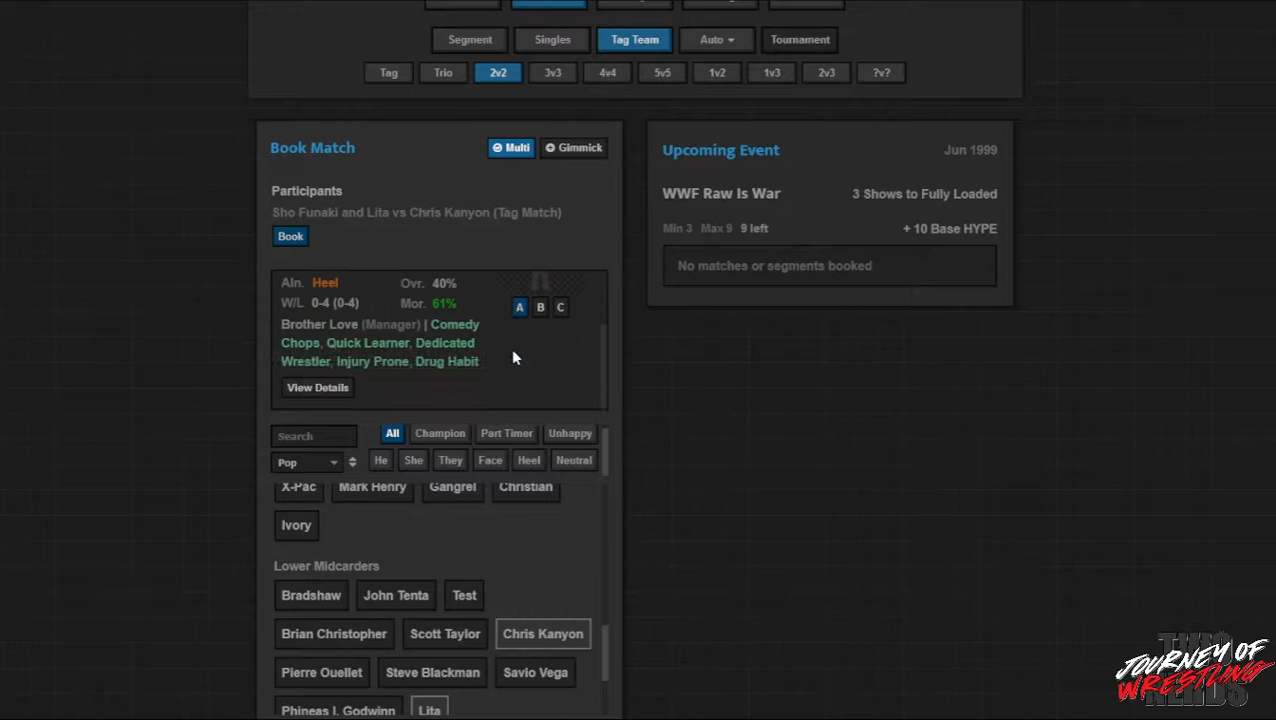 Segment Singles Tag Team Auto Tournament
Tag Trio 2v2 3v3 4v4 5v5 1v2 1v3 2v3 ?v?
Book Match Multi Gimmick
Participants
Sho Funaki and Lita vs Chris Kanyon (Tag Match)
Book
Aln. Heel Ovr. 40%
W/L 0-4 (0-4) Mor. 61% A B C
Brother Love (Manager) | Comedy
Chops, Quick Learner, Dedicated
Wrestler, Injury Prone, Drug Habit
View Details
Search All Champion Part Timer Unhappy
Pop He She They Face Heel Neutral
X-Pac Mark Henry Gangrel Christian
Ivory
Lower Midcarders
Bradshaw John Tenta Test
Brian Christopher Scott Taylor Chris Kanyon
Pierre Ouellet Steve Blackman Savio Vega
Phineas I. Godwinn Lita
Upcoming Event Jun 1999
WWF Raw Is War 3 Shows to Fully Loaded
Min 3 Max 9 9 left + 10 Base HYPE
No matches or segments booked
JOURNEY OF
WRESTLING
NERDS